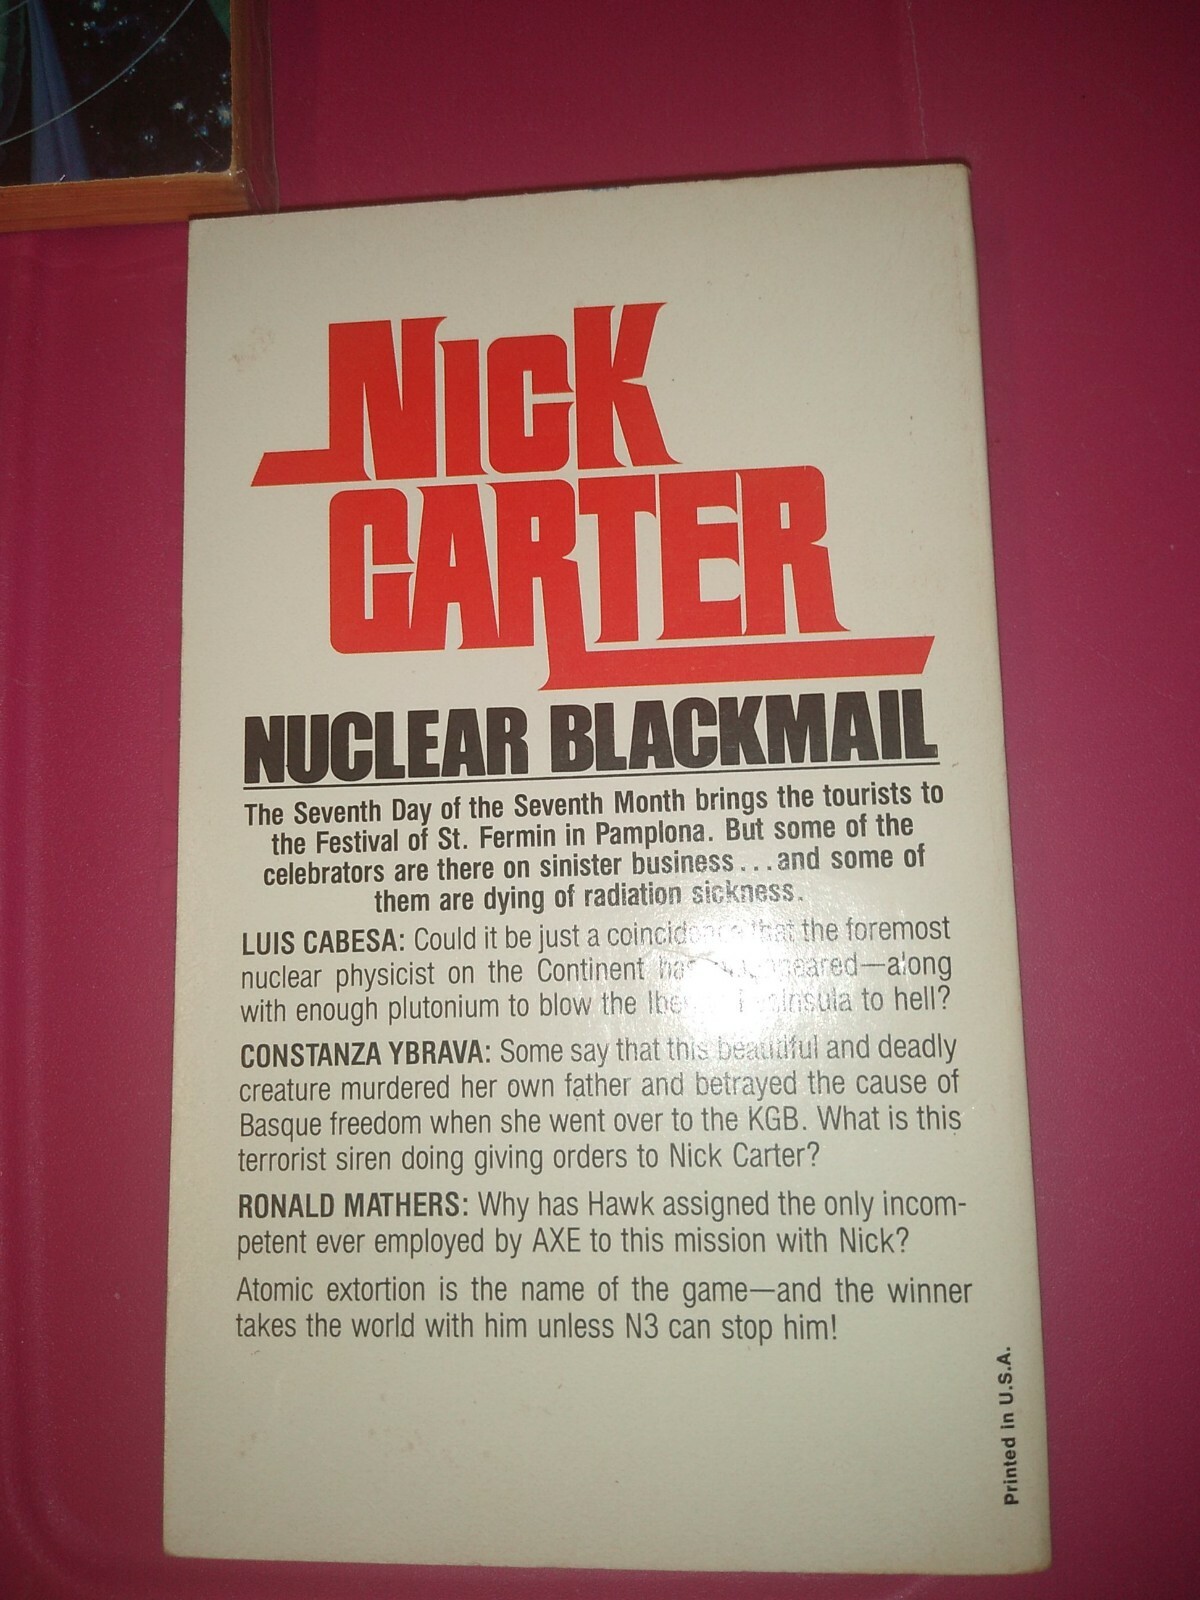 NICK
CARTER
NUCLEAR BLACKMAIL
The Seventh Day of the Seventh Month brings the tourists to
the Festival of St. Fermin in Pamplona. But some of the
celebrators are there on sinister business...and some of
them are dying of radiation sickness.
LUIS CABESA: Could it be just a coincidence that the foremost
nuclear physicist on the Continent has —along
with enough plutonium to blow the Peninsula to hell?
CONSTANZA YBRAVA: Some say that this beautiful and deadly
creature murdered her own father and betrayed the cause of
Basque freedom when she went over to the KGB. What is this
terrorist siren doing giving orders to Nick Carter?
RONALD MATHERS: Why has Hawk assigned the only incom-
petent ever employed by AXE to this mission with Nick?
Atomic extortion is the name of the game—and the winner
takes the world with him unless N3 can stop him!
Printed in U.S.A.